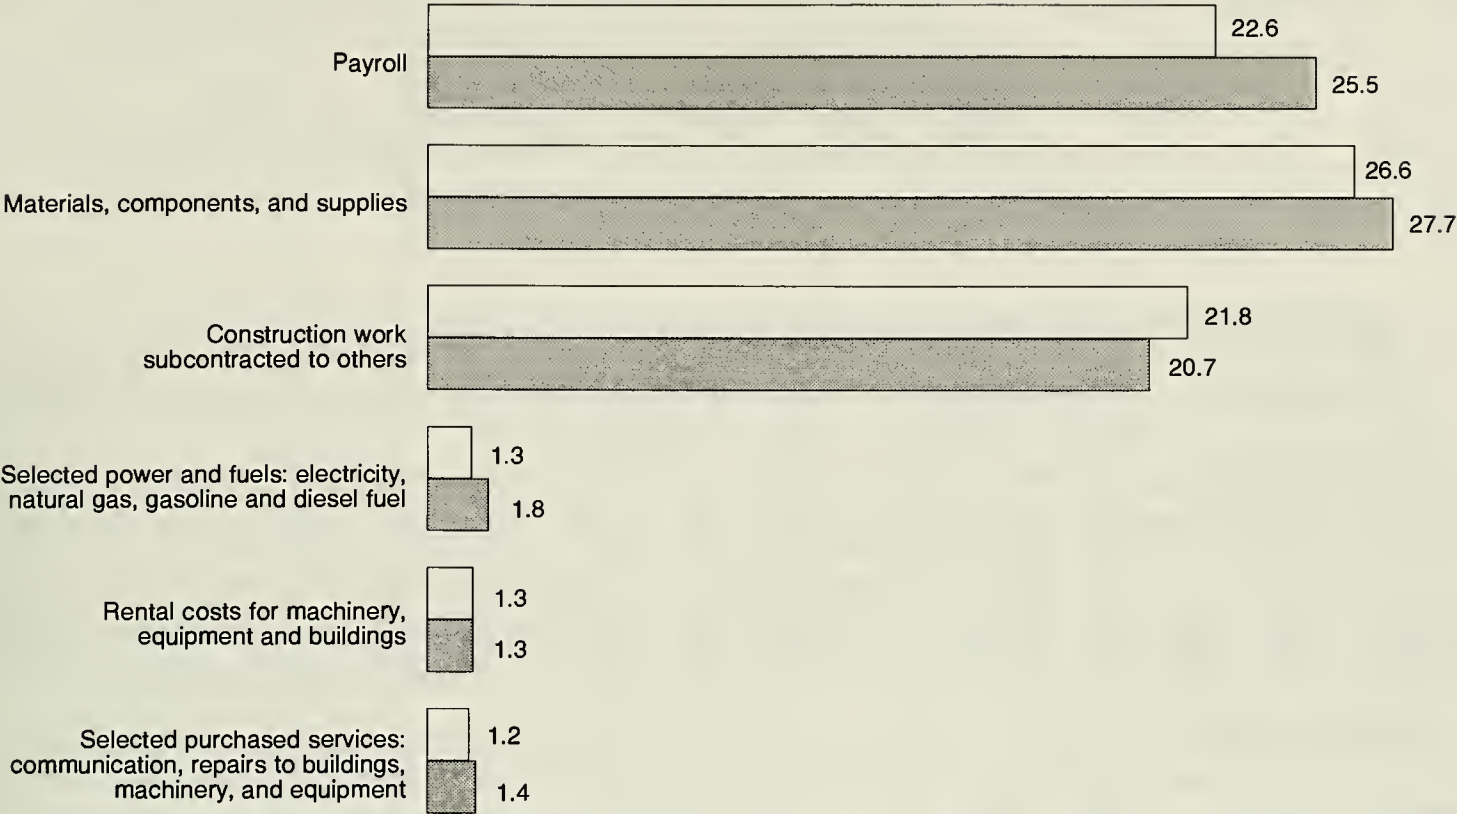 22.6
Payroll
25.5
26.6
Materials, components, and supplies
27.7
21.8
Construction work
subcontracted to others
20.7
1.3
Selected power and fuels: electricity,
natural gas, gasoline and diesel fuel
1.8
1.3
Rental costs for machinery,
equipment and buildings
1.3
1.2
Selected purchased services:
communication, repairs to buildings,
machinery, and equipment
1.4